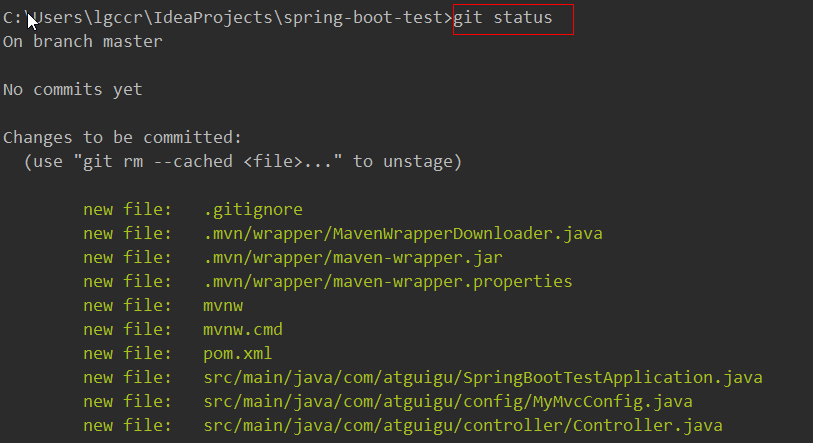 C:\Users\lgccr\IdeaProjects\spring-boot-test>git status
On branch master
No commits yet
Changes to be committed:
  (use "git rm --cached <file>..." to unstage)
        new file:   .gitignore
        new file:   .mvn/wrapper/MavenWrapperDownloader.java
        new file:   .mvn/wrapper/maven-wrapper.jar
        new file:   .mvn/wrapper/maven-wrapper.properties
        new file:   mvnw
        new file:   mvnw.cmd
        new file:   pom.xml
        new file:   src/main/java/com/atguigu/SpringBootTestApplication.java
        new file:   src/main/java/com/atguigu/config/MyMvcConfig.java
        new file:   src/main/java/com/atguigu/controller/Controller.java